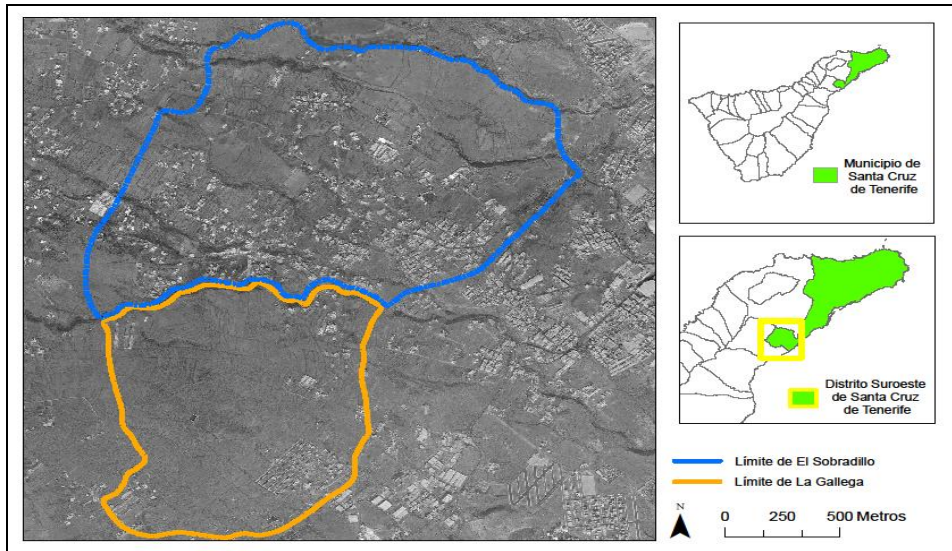 Municipio de
Santa Cruz
de Tenerife
Distrito Suroeste
de Santa Cruz
de Tenerife
Límite de El Sobradillo
Límite de La Gallega
N
0 250 500 Metros